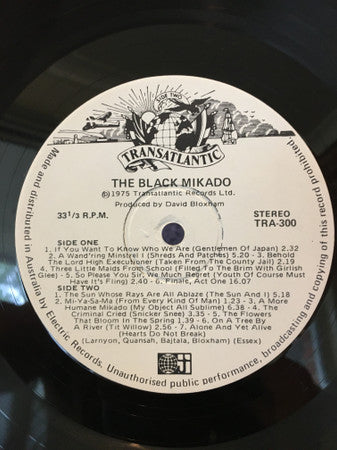 SIDE TWO
TRANSATLANTIC
THE BLACK MIKADO
℗1975 Transatlantic Records Ltd.
Produced by David Bloxham
33 1/3 R.P.M.
STEREO
TRA-300
SIDE ONE
1. If You Want To Know Who We Are (Gentlemen Of Japan) 2.32
2. A Wand'ring Minstrel I (Shreds And Patches) 2.40 - 3. Behold
The Lord High Executioner (Taken From The County Jail) 2.19
4. Three Little Maids From School (Filled To The Brim With Girlish
Glee) - 5. So Please You Sir, We Much Regret (Youth Of Course Must
Have It's Fling) 2.40 - 6. Finale, Act One 16.07
SIDE TWO
1. The Sun Whose Rays Are All Ablaze (The Sun And I) 5.18
2. Mi-Ya-Sa-Ma (From Every Kind Of Man) 1.23 - 3. A More
Humane Mikado (My Object All Sublime) 6.38 - 4. The
Criminal Cried (Snicker Snee) 3.35 - 5. The Flowers
That Bloom In The Spring 1.39 - 6. On A Tree By
A River (Tit Willow) 2.56 - 7. Alone And Yet Alive
(Hearts Do Not Break)
(Larnyon, Quansah, Bajtala, Bloxham) (Essex)
Made and distributed in Australia by Electric Records. Unauthorised public performance, broadcasting and copying of this record prohibited.